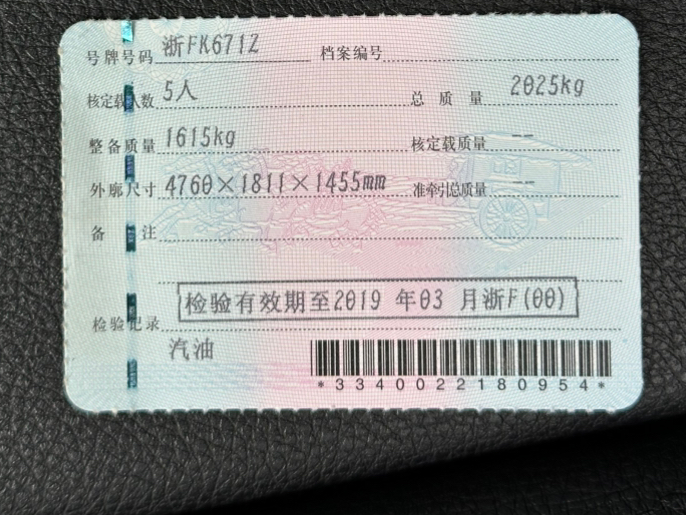 号牌号码 浙FK671Z 档案编号
核定载人数 5人 总质量 2025kg
整备质量 1615kg 核定载质量 --
外廓尺寸 4760×1811×1455mm 准牵引总质量 --
备注
检验有效期至2019 年03 月浙F(00)
检验记录
汽油
*3340022180954*